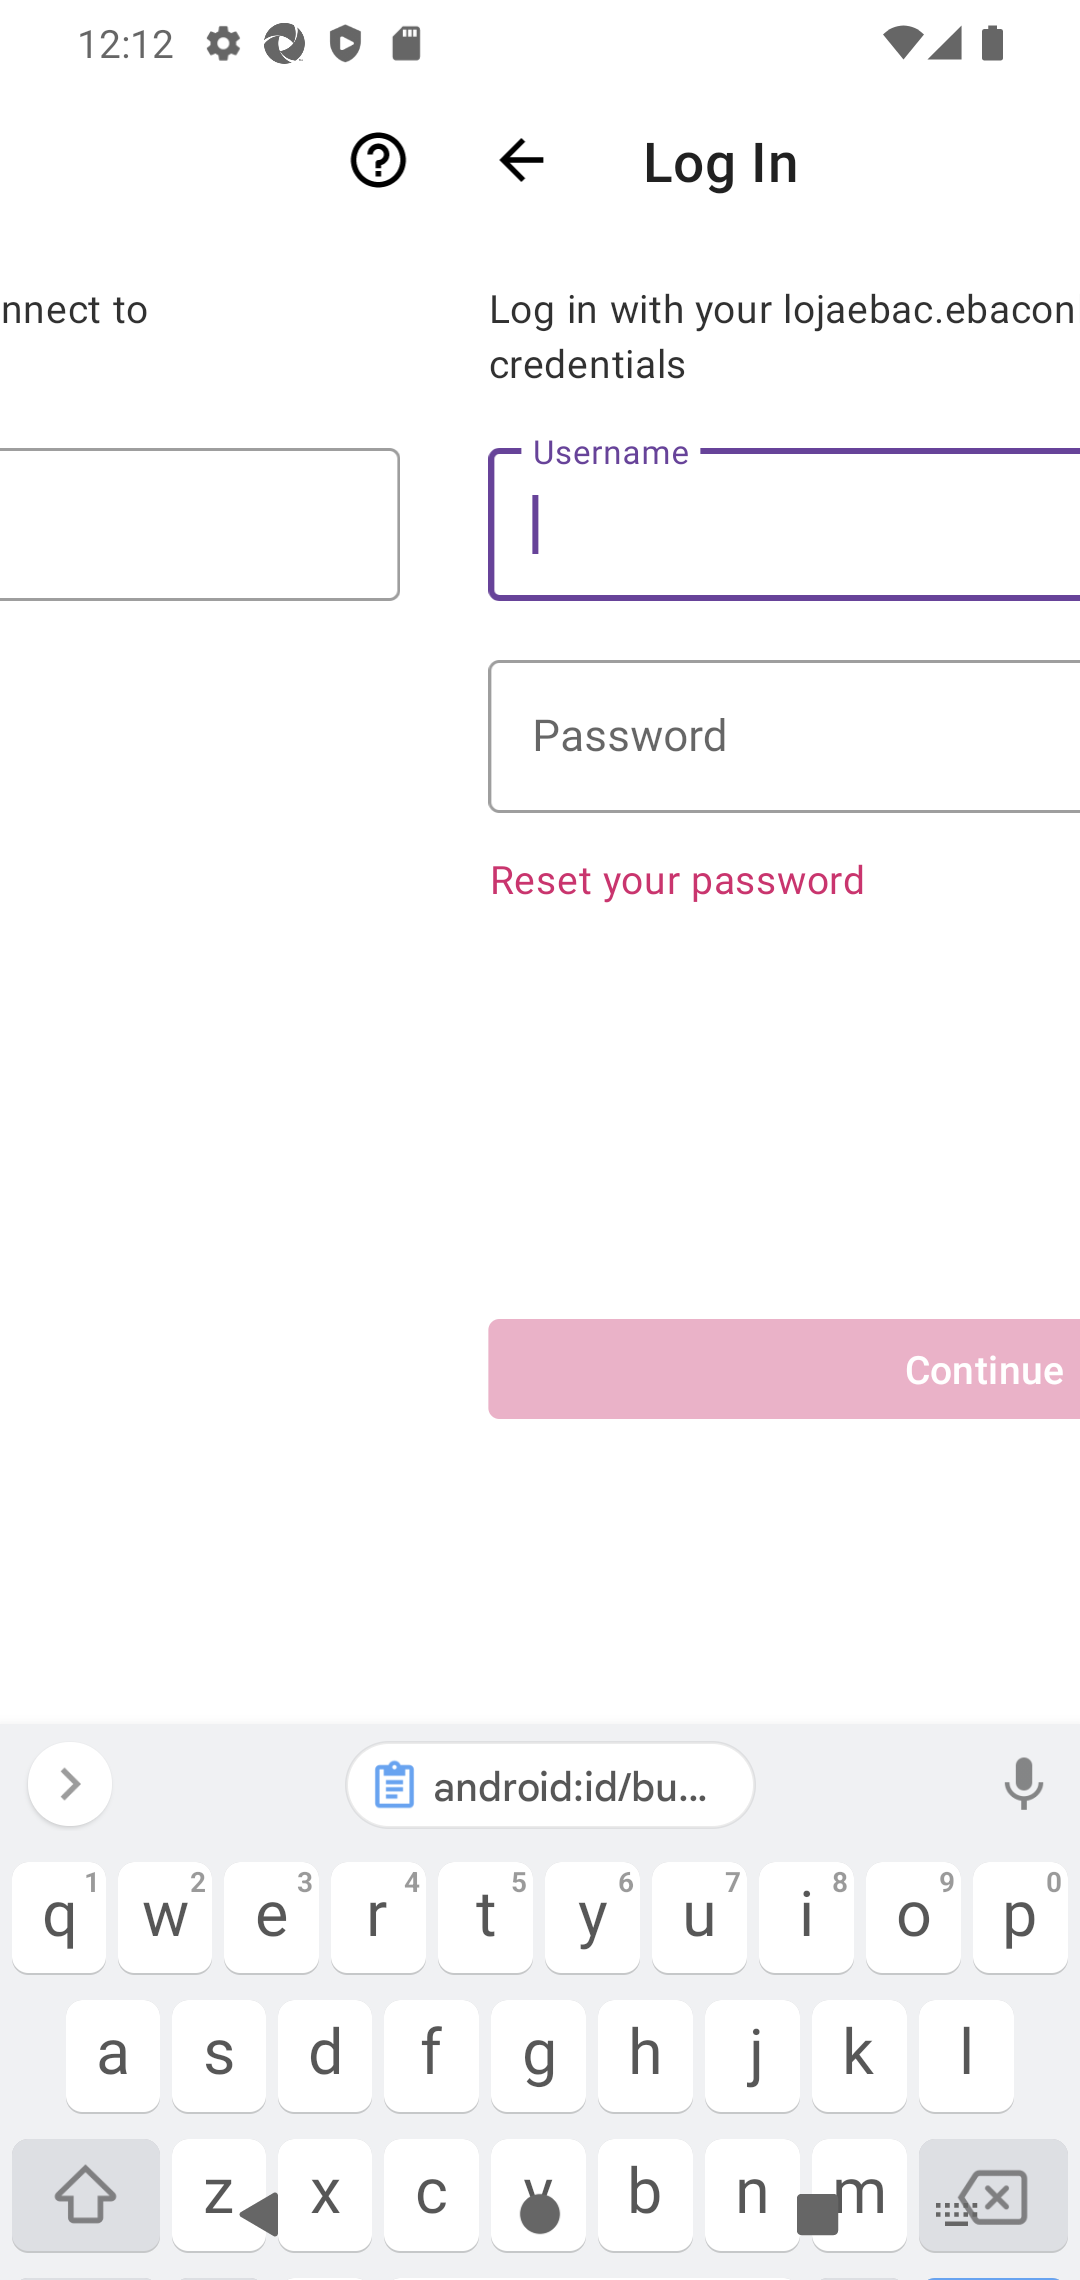 12:12
Log In
nnect to
Log in with your lojaebac.ebacon
credentials
Username
Password
Reset your password
Continue
android:id/bu...
1 2 3 4 5 6 7 8 9 0
q w e r t y u i o p
a s d f g h j k l
z x c v b n m